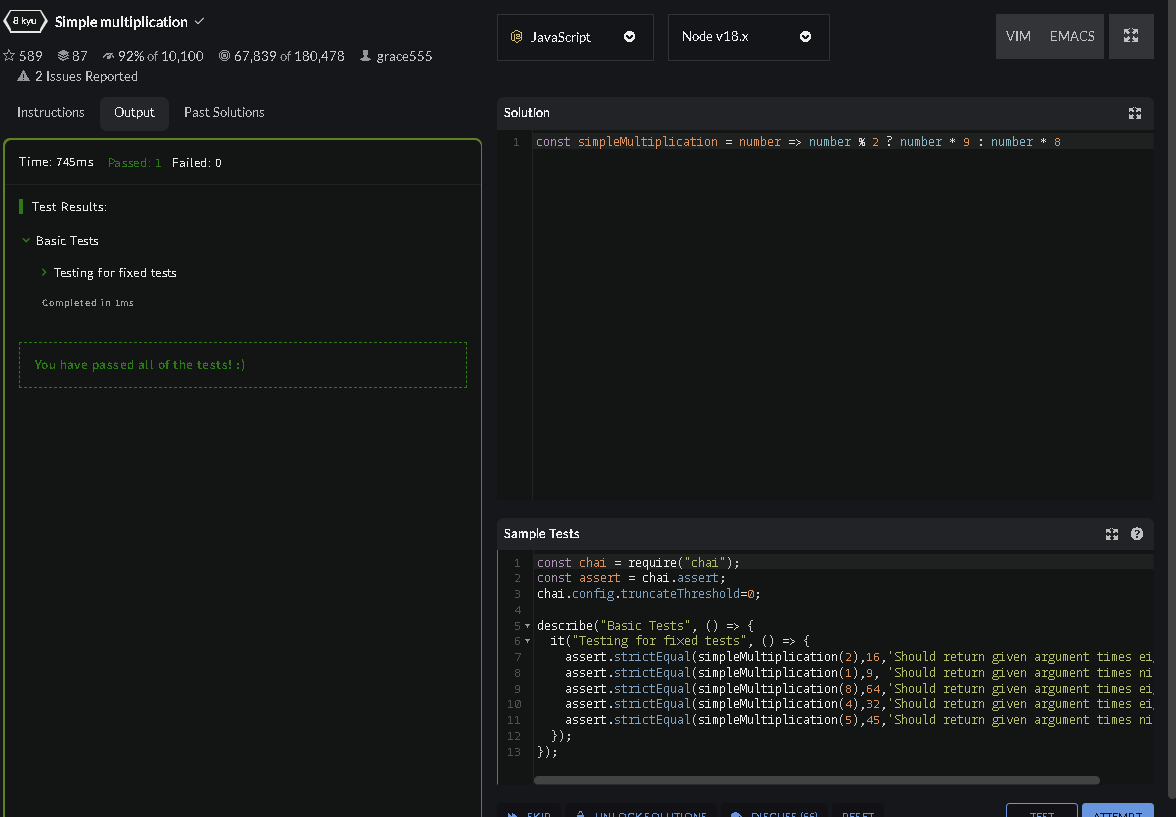 8 kyu
Simple multiplication
589 87 92% of 10,100 67,839 of 180,478 grace555
2 Issues Reported
JavaScript
Node v18.x
VIM EMACS
Instructions Output Past Solutions
Time: 745ms Passed: 1 Failed: 0
Test Results:
Basic Tests
Testing for fixed tests
Completed in 1ms
You have passed all of the tests! :)
Solution
1 const simpleMultiplication = number => number % 2 ? number * 9 : number * 8
Sample Tests
1 const chai = require("chai");
2 const assert = chai.assert;
3 chai.config.truncateThreshold=0;
4
5 describe("Basic Tests", () => {
6 it("Testing for fixed tests", () => {
7 assert.strictEqual(simpleMultiplication(2),16,'Should return given argument times ei
8 assert.strictEqual(simpleMultiplication(1),9, 'Should return given argument times ni
9 assert.strictEqual(simpleMultiplication(8),64,'Should return given argument times ei
10 assert.strictEqual(simpleMultiplication(4),32,'Should return given argument times ei
11 assert.strictEqual(simpleMultiplication(5),45,'Should return given argument times ni
12 });
13 });
SKIP UNLOCK SOLUTIONS DISCUSS (66) RESET TEST ATTEMPT